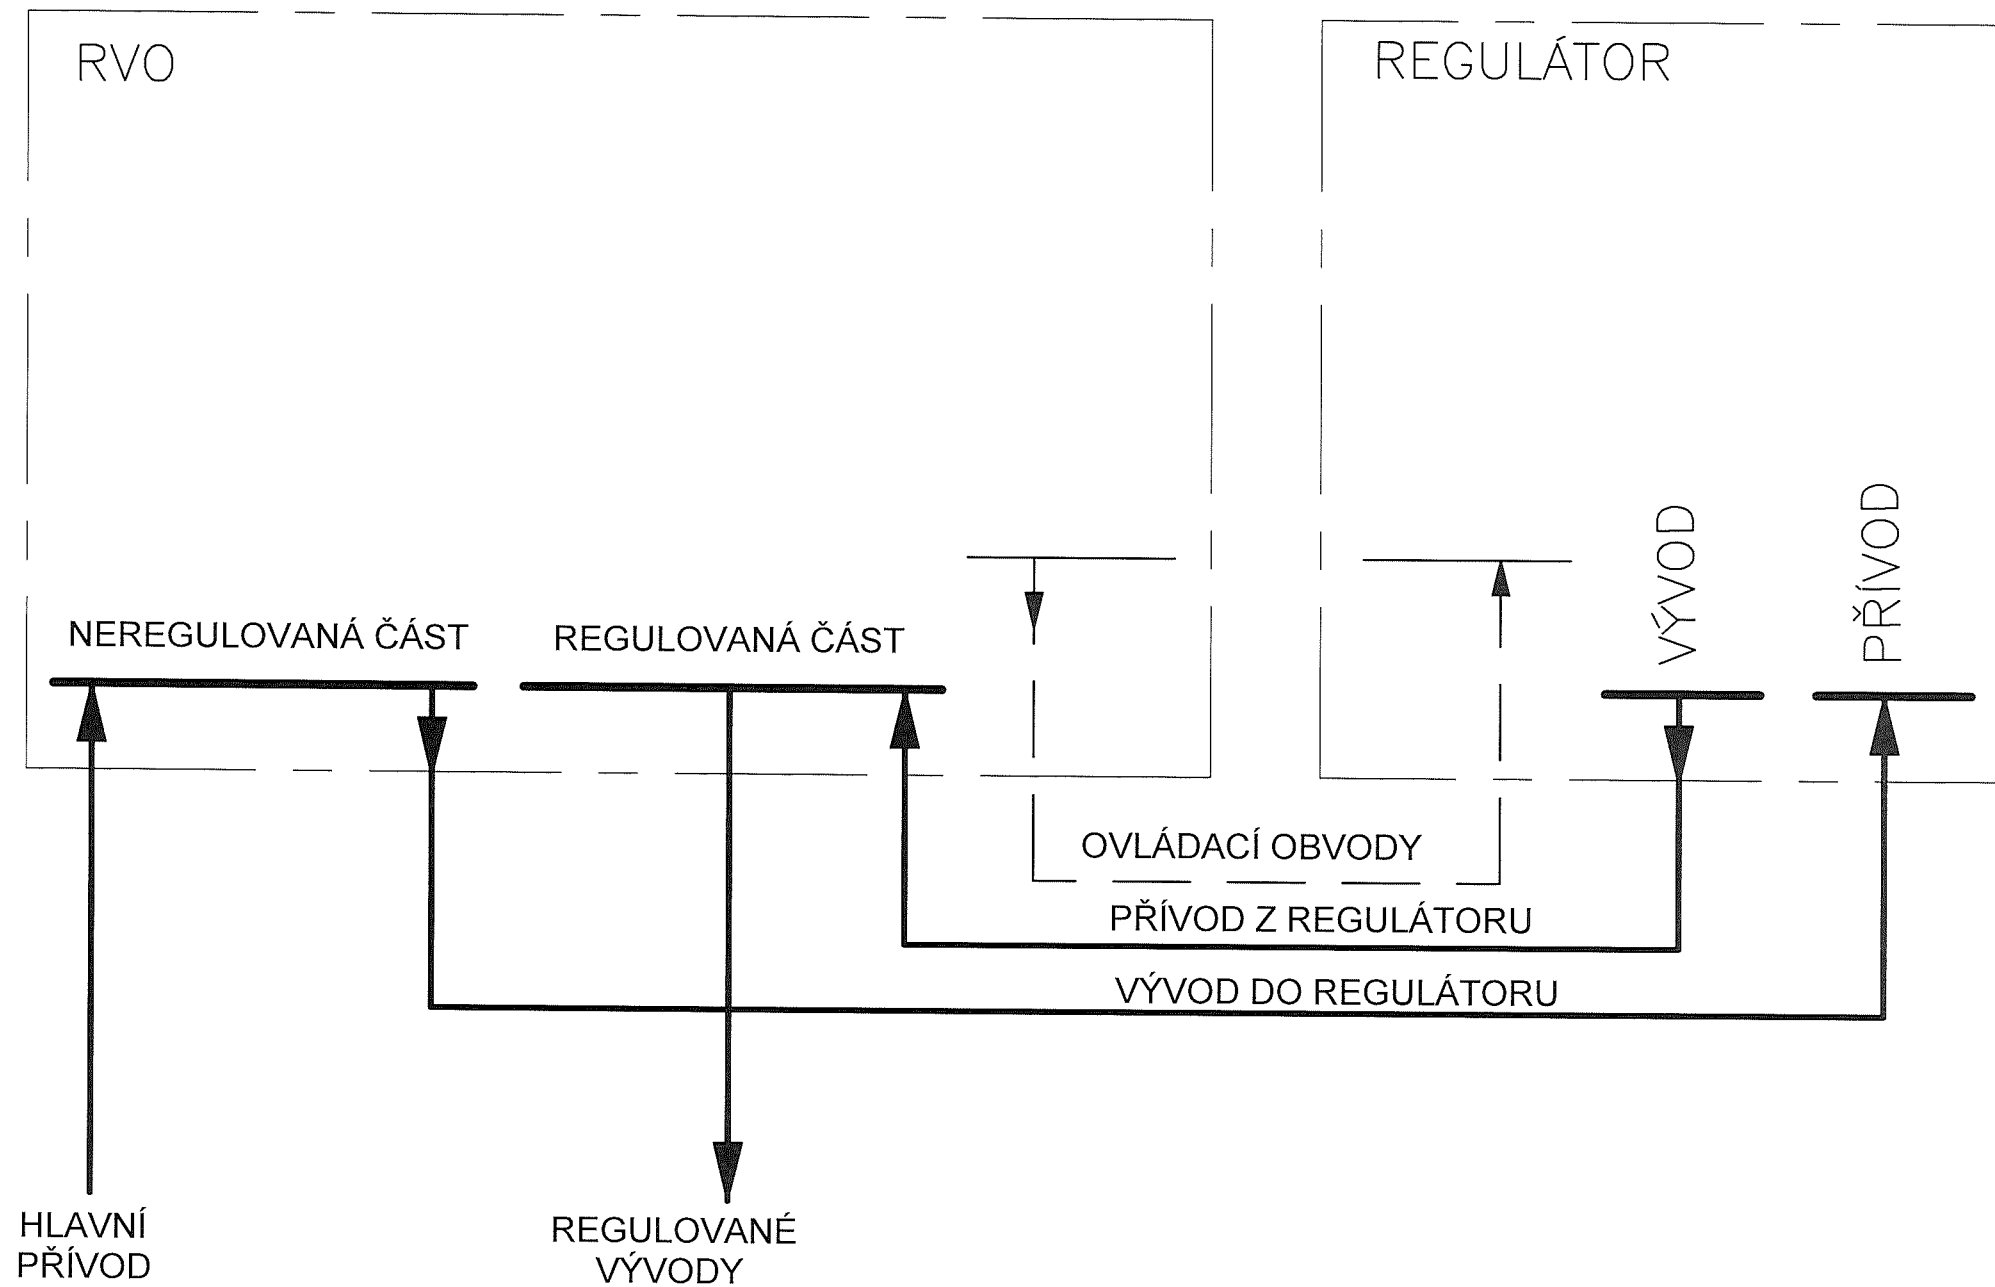 RVO
REGULÁTOR
VÝVOD
PŘÍVOD
NEREGULOVANÁ ČÁST
REGULOVANÁ ČÁST
OVLÁDACÍ OBVODY
PŘÍVOD Z REGULÁTORU
VÝVOD DO REGULÁTORU
HLAVNÍ
PŘÍVOD
REGULOVANÉ
VÝVODY